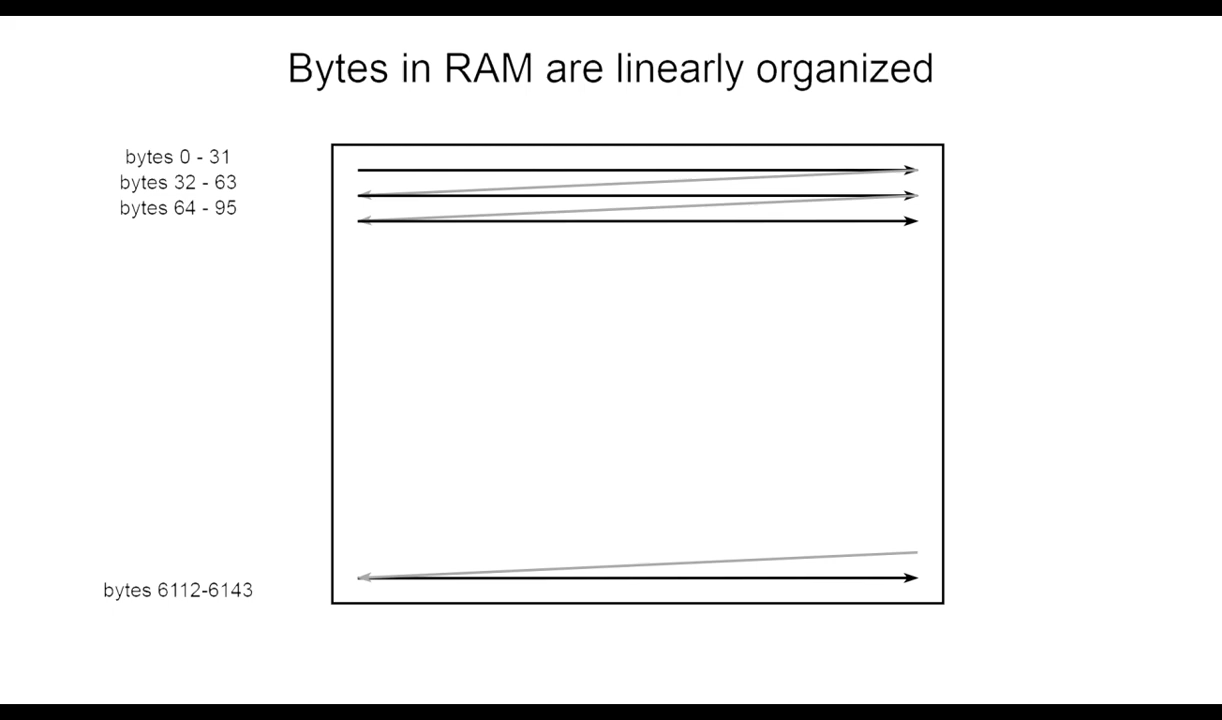 Bytes in RAM are linearly organized
bytes 0 - 31
bytes 32 - 63
bytes 64 - 95
bytes 6112-6143